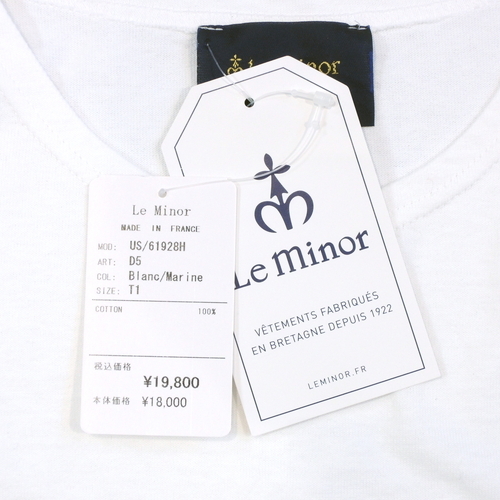 Le Minor
Le Minor
MADE IN FRANCE
MOD: US/61928H
ART: D5
COL: Blanc/Marine
SIZE: T1
COTTON 100%
税込価格
¥19,800
本体価格 ¥18,000
Le Minor
VÊTEMENTS FABRIQUÉS
EN BRETAGNE DEPUIS 1922
LEMINOR.FR